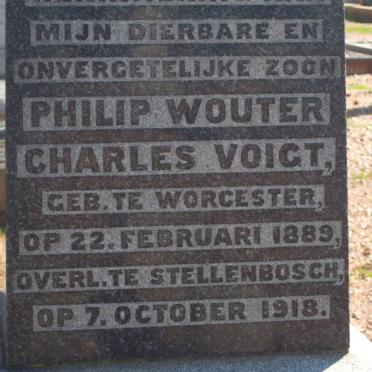 MIJN DIERBARE EN
ONVERGETELIJKE ZOON
PHILIP WOUTER
CHARLES VOIGT,
GEB. TE WORCESTER,
OP 22. FEBRUARI 1889,
OVERL. TE STELLENBOSCH,
OP 7. OCTOBER 1918.